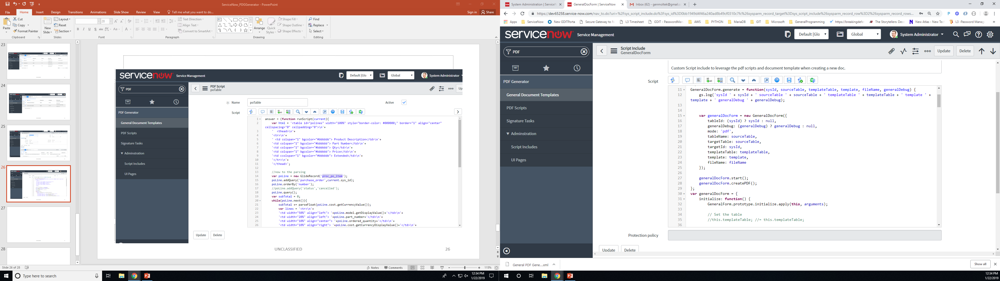 ServiceNow_PDGGenerator - PowerPoint
File Home Insert Design Transitions Animations Slide Show Review View Tell me what you want to do... Sign in Share
Paste Cut Copy Format Painter
New Slide Layout Reset Section
28
Text Direction Align Text Convert to SmartArt
Arrange Quick Styles Shape Fill Shape Outline Shape Effects
Find Replace Select
Clipboard Slides Font Paragraph Drawing Editing
23
24
25
26
27
28
servicenow Service Management Default [Glo Global System Administrator
PDF
PDF Script
poTable
Up
PDF Generator
General Document Templates
PDF Scripts
Signature Tasks
Adminstration
Script Includes
UI Pages
Name poTable Active
Script
1 answer = (function runScript(current){
2 var html = '<table id="polines" width="100%" style="border-color: #000000;" border="1" align="center"
cellspacing="0" cellpadding="0">\n'+
3 ' <thead>\n'+
4 '<tr>\n'+
5 ' <td colspan="1" bgcolor="#bbbbbb"> Product Description</td>\n'+
6 '<td colspan="1" bgcolor="#bbbbbb"> Part Number</td>\n'+
7 '<td colspan="1" bgcolor="#bbbbbb"> Qty</td>\n'+
8 '<td colspan="1" bgcolor="#bbbbbb"> Price</td>\n'+
9 '<td ccolspan="1" bgcolor="#bbbbbb"> Extended</td>\n'+
10 '</tr>\n'+
11 '</thead>';
12
13 //now to the parsing
14 var poLine = new GlideRecord('proc_po_item');
15 poLine.addQuery('purchase_order',current.sys_id);
16 poLine.orderBy('number');
17 //poLine.addQuery('status','cancelled');
18 poLine.query();
19 var subTotal = 0;
20 while(poLine.next()){
21 subTotal += parseFloat(poLine.cost.getCurrencyValue());
22 var lines = '<tr>\n'+
23 '<td width="50%" align="left"> '+poLine.model.getDisplayValue()+'</td>\n'+
24 '<td width="20%" align="left"> '+poLine.part_number+'</td>\n'+
25 '<td width="10%" align="center"> '+poLine.ordered_quantity+'</td>\n'+
26 '<td width="10%" align="right"> '+poLine.cost.getCurrencyDisplayValue()+'</td>\n'+
Update Delete
UNCLASSIFIED 26
Slide 26 of 28 Notes Comments 115%
Type here to search 12:34 PM
1/22/2019
System Administration | ServiceN GeneralDocForm | ServiceNow Inbox (62) - genmoltek@gmail.c
https://dev65258.service-now.com/nav_to.do?uri=%2Fsys_script_include.do%3Fsys_id%3D0bb1949d4f46a240ad8b49cf0310c7fc%26sysparm_record_target%3Dsys_script_include%26sysparm_record_row%3D2%26sysparm_record_rows...
Apps ServiceNow New GDITPorta Secure Gateway to N L3 Timesheet GDIT - PasswordMan AWS PYTHON MariaDB GIT Microsoft GeneralProgramming https://breakingdefe The Storytellers: Dece New Atlas - New Tec L3 -Password Manag
servicenow Service Management Default [Glo Global System Administrator
PDF
Script Include
GeneralDocForm
Update Delete
PDF Generator
General Document Templates
PDF Scripts
Signature Tasks
Adminstration
Script Includes
UI Pages
Custom Script include to leverage the pdf scripts and document template when creating a new doc.
Script
11 GeneralDocForm.generate = function(sysId, sourceTable, templateTable, template, fileName, generalDebug) {
12 gs.log('sysId ' + sysId + ' sourceTable ' + sourceTable + ' templateTable ' + templateTable + ' template ' +
template + ' generalDebug ' + generalDebug);
13
14
15 var generalDocForm = new GeneralDocForm({
16 tableId: (sysId) ? sysId : null,
17 generalDebug: (generalDebug) ? generalDebug : null,
18 mode: 'pdf',
19 tableName: sourceTable,
20 targetTable: sourceTable,
21 targetId: sysId,
22 templateTable: templateTable,
23 template: template,
24 fileName: fileName
25 });
26
27 generalDocForm.start();
28 generalDocForm.createPDF();
29 };
30 var generalDocForm = {
31 initialize: function() {
32 GeneralForm.prototype.initialize.apply(this, arguments);
33
34 // Set the table
35 //this.templateTable; //= this.templateTable;
36
Protection policy
Update Delete
General PDF Gene....xml Show all
12:34 PM
1/22/2019